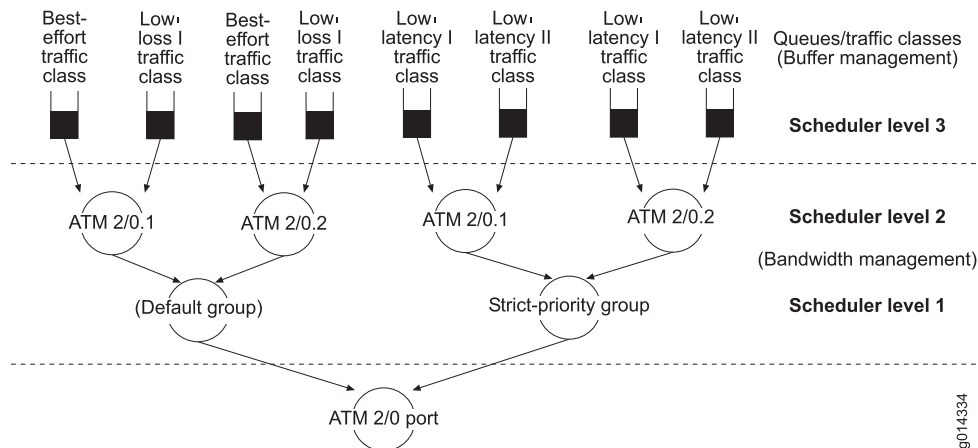 Best-
effort
traffic
class
Low-
loss I
traffic
class
Best-
effort
traffic
class
Low-
loss I
traffic
class
Low-
latency I
traffic
class
Low-
latency II
traffic
class
Low-
latency I
traffic
class
Low-
latency II
traffic
class
Queues/traffic classes
(Buffer management)
Scheduler level 3
ATM 2/0.1
ATM 2/0.2
ATM 2/0.1
ATM 2/0.2
Scheduler level 2
(Bandwidth management)
(Default group)
Strict-priority group
Scheduler level 1
ATM 2/0 port
g014334